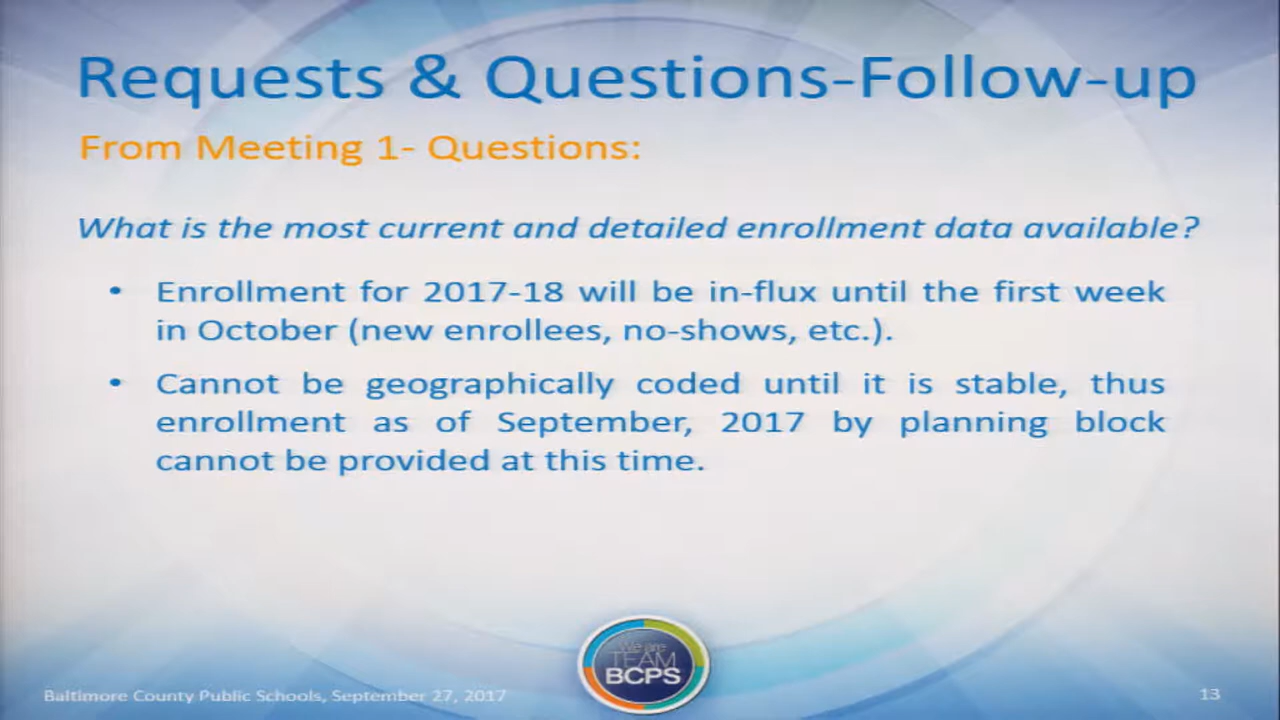 Requests & Questions-Follow-up
From Meeting 1- Questions:
What is the most current and detailed enrollment data available?
• Enrollment for 2017-18 will be in-flux until the first week
in October (new enrollees, no-shows, etc.).
• Cannot be geographically coded until it is stable, thus
enrollment as of September, 2017 by planning block
cannot be provided at this time.
We are
TEAM
BCPS
Baltimore County Public Schools, September 27, 2017
13